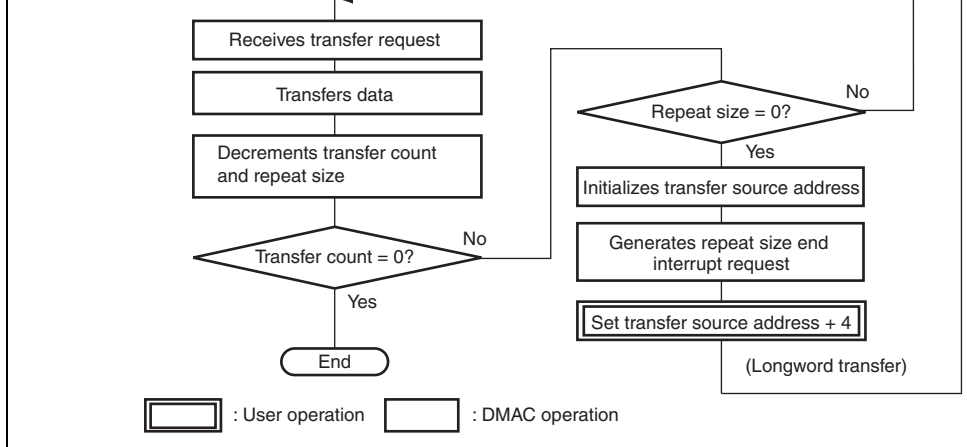 Receives transfer request
Transfers data
Decrements transfer count
and repeat size
Transfer count = 0?
No
Yes
End
Repeat size = 0?
No
Yes
Initializes transfer source address
Generates repeat size end
interrupt request
Set transfer source address + 4
(Longword transfer)
: User operation
: DMAC operation